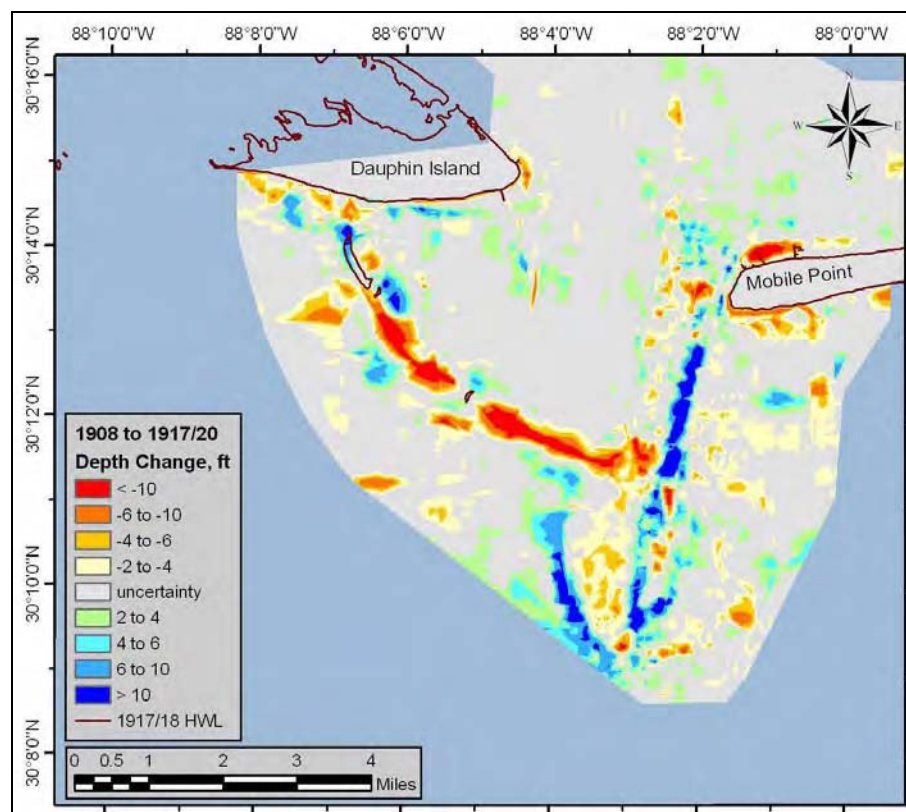 88°10'0"W 88°8'0"W 88°6'0"W 88°4'0"W 88°2'0"W 88°0'0"W
30°16'0"N
30°14'0"N
30°12'0"N
30°10'0"N
30°8'0"N
N
W E
S
Dauphin Island
Mobile Point
1908 to 1917/20
Depth Change, ft
< -10
-6 to -10
-4 to -6
-2 to -4
uncertainty
2 to 4
4 to 6
6 to 10
> 10
1917/18 HWL
0 0.5 1 2 3 4
Miles